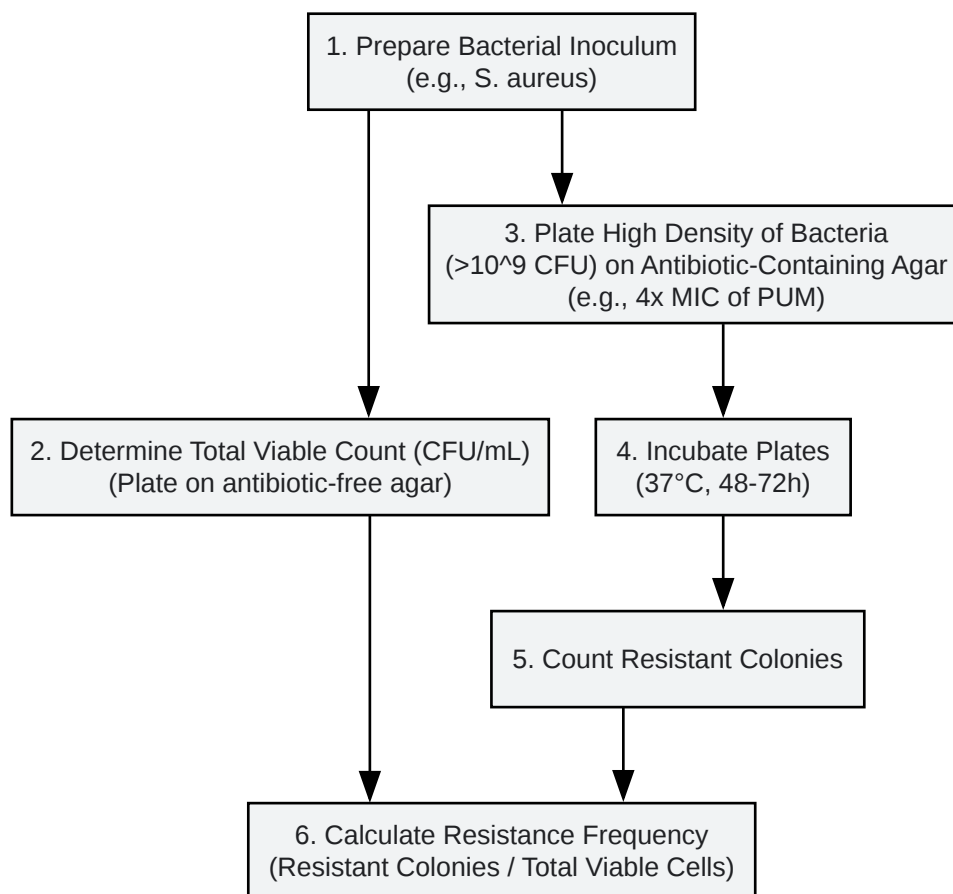 1. Prepare Bacterial Inoculum
(e.g., S. aureus)
3. Plate High Density of Bacteria
(>10^9 CFU) on Antibiotic-Containing Agar
(e.g., 4x MIC of PUM)
2. Determine Total Viable Count (CFU/mL)
(Plate on antibiotic-free agar)
4. Incubate Plates
(37°C, 48-72h)
5. Count Resistant Colonies
6. Calculate Resistance Frequency
(Resistant Colonies / Total Viable Cells)